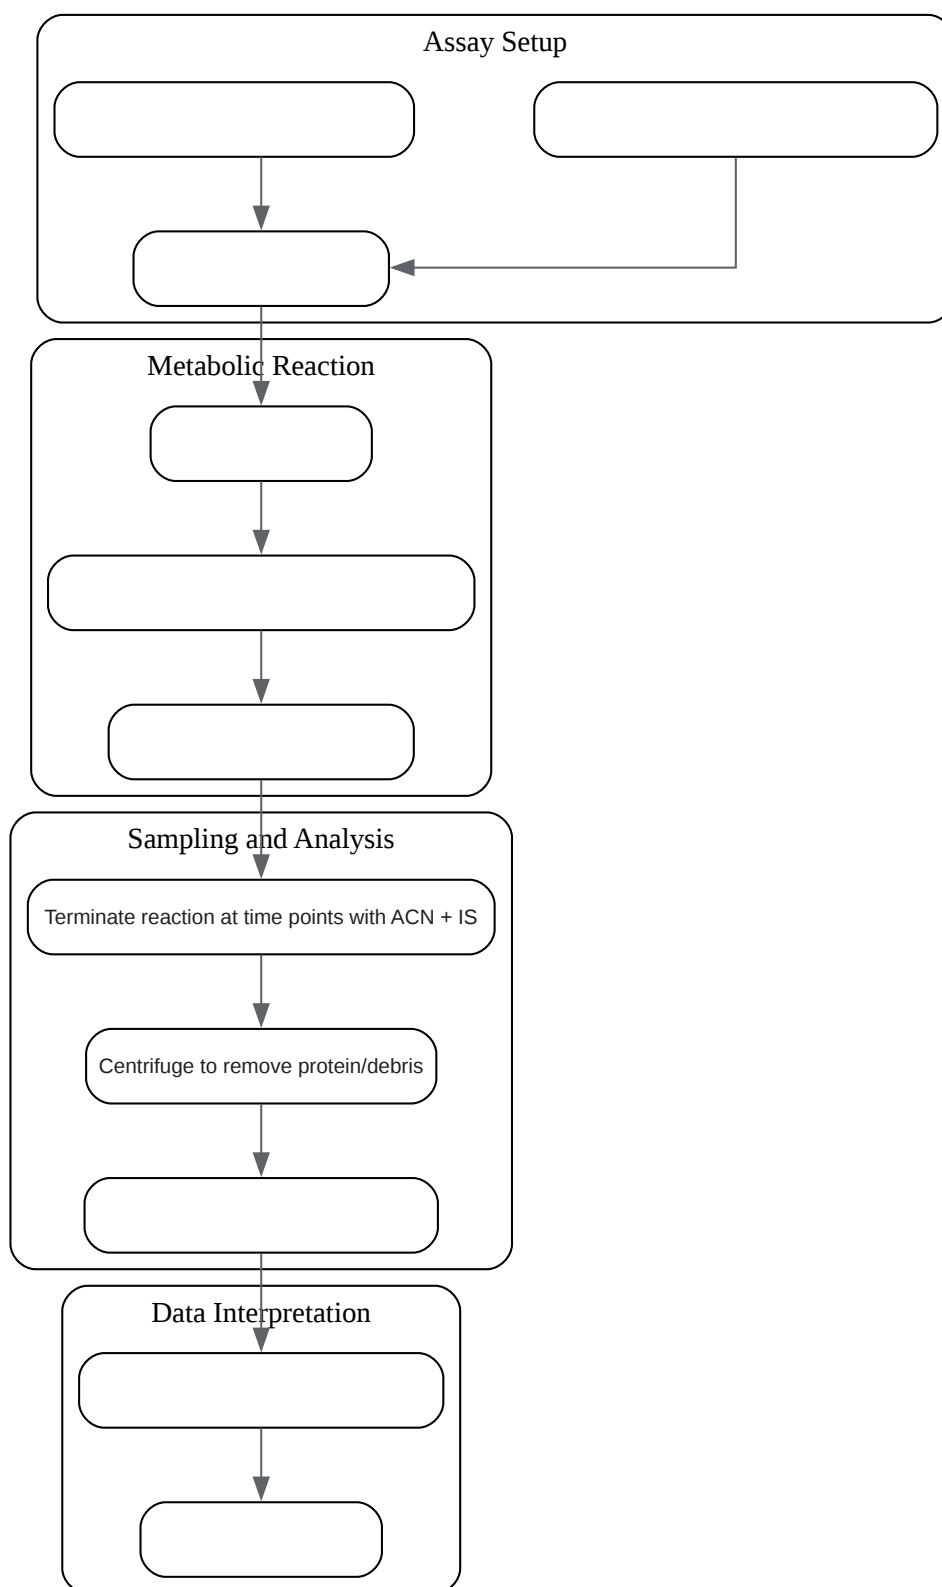 Assay Setup
Metabolic Reaction
Sampling and Analysis
Terminate reaction at time points with ACN + IS
Centrifuge to remove protein/debris
Data Interpretation